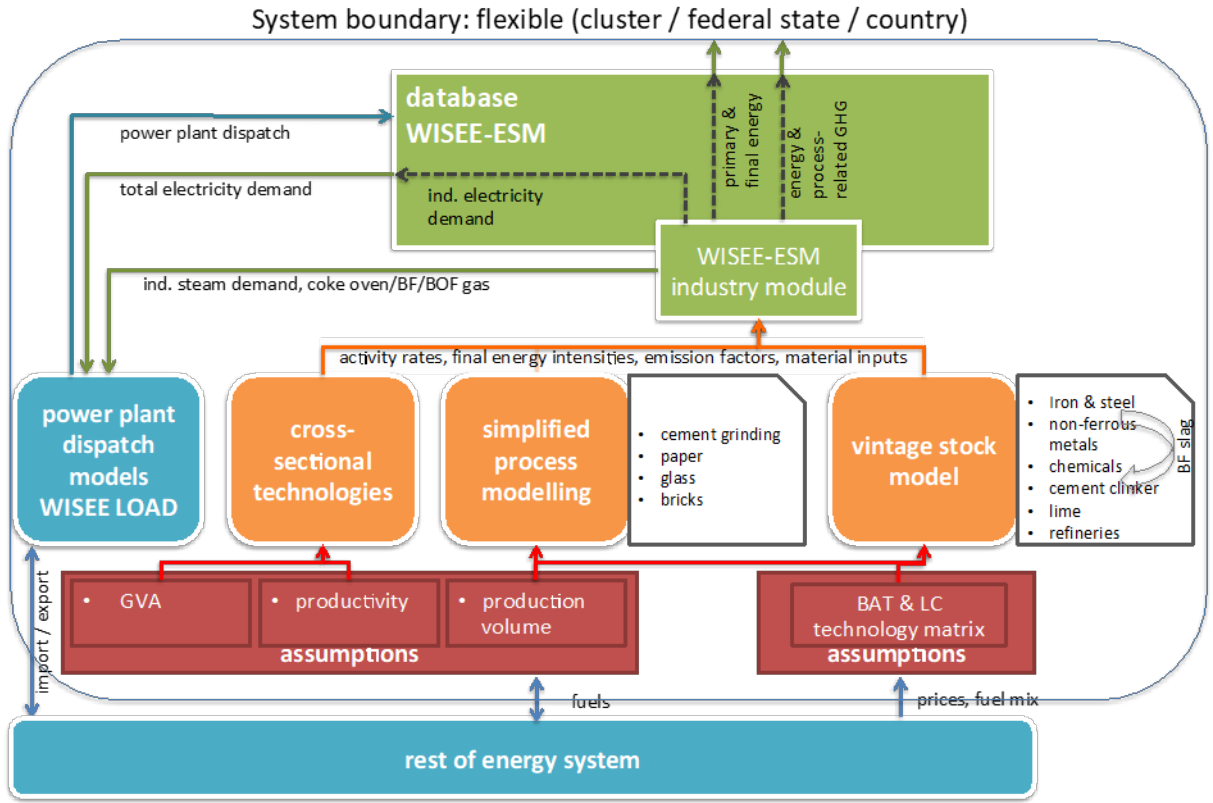 System boundary: flexible (cluster / federal state / country)
database
WISEE-ESM
power plant dispatch
total electricity demand
ind. electricity
demand
primary &
final energy
energy &
process-
related GHG
WISEE-ESM
industry module
ind. steam demand, coke oven/BF/BOF gas
activity rates, final energy intensities, emission factors, material inputs
power plant
dispatch
models
WISEE LOAD
cross-
sectional
technologies
simplified
process
modelling
• cement grinding
• paper
• glass
• bricks
vintage stock
model
• Iron & steel
• non-ferrous
metals
• chemicals
• cement clinker
• lime
• refineries
BF slag
• GVA
• productivity
• production
volume
assumptions
BAT & LC
technology matrix
assumptions
import / export
fuels
prices, fuel mix
rest of energy system